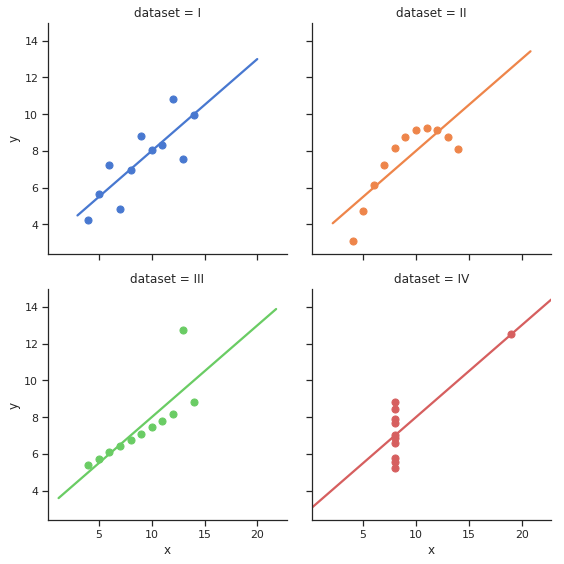 dataset = I
dataset = II
14
12
10
8
6
4
y
dataset = III
dataset = IV
14
12
10
8
6
4
y
5 10 15 20
5 10 15 20
x
x